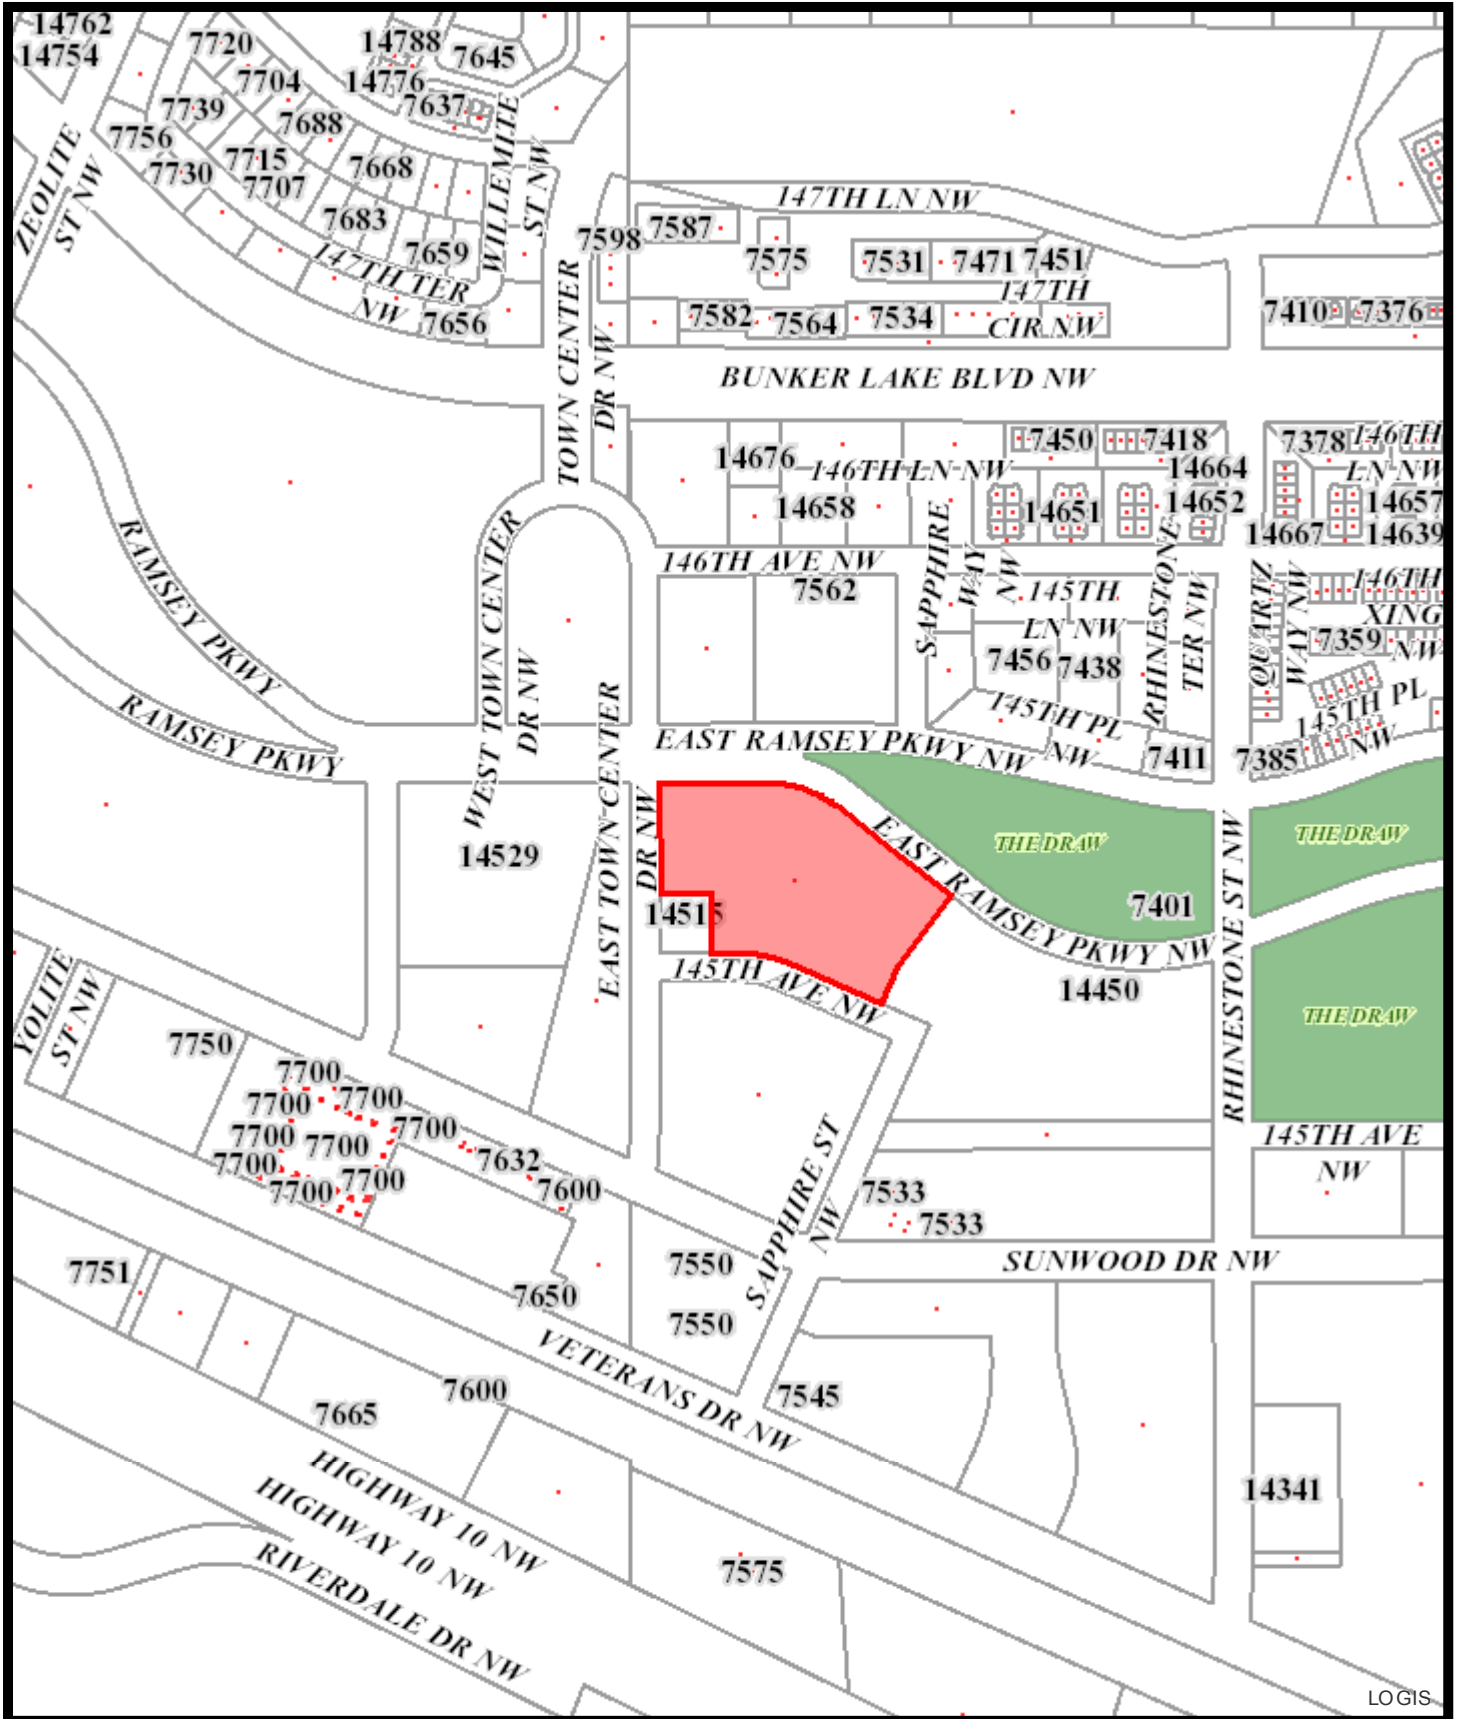 14762
14754
7720
14788
7645
7704
14776
7637
7739
7688
7756
7715
7668
7730
7707
7683
7659
ZEOLITE
ST NW
WILLEMITE
ST NW
147TH TER
NW
7656
147TH LN NW
7598
7587
7575
7531
7471
7451
147TH
CIR NW
7582
7564
7534
7410
7376
TOWN CENTER
DR NW
BUNKER LAKE BLVD NW
14676
146TH LN NW
7450
7418
14664
14652
7378
146TH
LN NW
14658
14651
14657
14667
14639
RAMSEY PKWY
WEST TOWN CENTER
DR NW
146TH AVE NW
7562
SAPPHIRE
WAY
NW
145TH
LN NW
RHINESTONE
TER NW
QUARTZ
WAY NW
146TH
XING
NW
7359
7456
7438
145TH PL
NW
7411
7385
145TH PL
NW
RAMSEY PKWY
EAST RAMSEY PKWY NW
EAST TOWN CENTER
DR NW
14529
THE DRAW
THE DRAW
EAST RAMSEY PKWY NW
7401
14515
145TH AVE NW
14450
RHINESTONE ST NW
THE DRAW
YOLITE
ST NW
7750
7700
7700
7700
7700
7700
7700
7700
7700
7700
7632
7600
145TH AVE
NW
SAPPHIRE ST
NW
7533
7533
SUNWOOD DR NW
7751
7650
7550
7550
VETERANS DR NW
7600
7665
7545
HIGHWAY 10 NW
HIGHWAY 10 NW
RIVERDALE DR NW
7575
14341
LOGIS